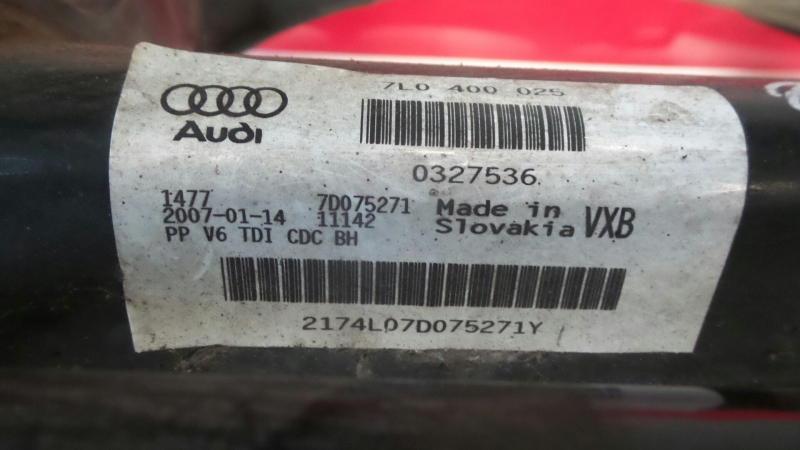 7L0 400 025
Audi
0327536
1477 7D075271
2007-01-14 11142
PP V6 TDI CDC BH
Made in
Slovakia VXB
2174L07D075271Y